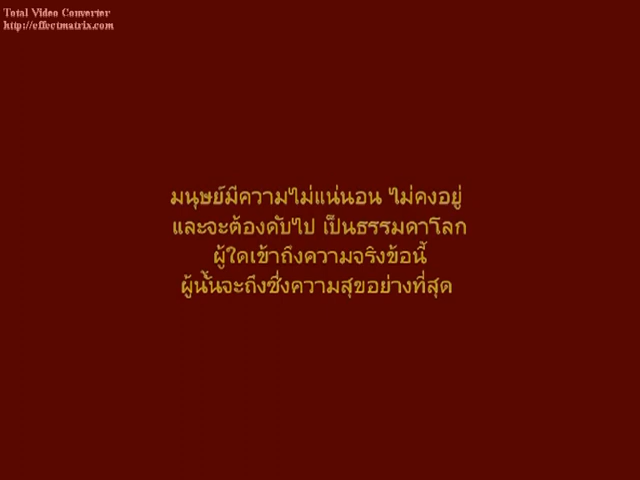 Total Video Converter
http://effectmatrix.com
มนุษย์มีความไม่แน่นอน ไม่คงอยู่
และจะต้องดับไป เป็นธรรมดาโลก
ผู้ใดเข้าถึงความจริงข้อนี้
ผู้นั้นจะถึงซึ่งความสุขอย่างที่สุด